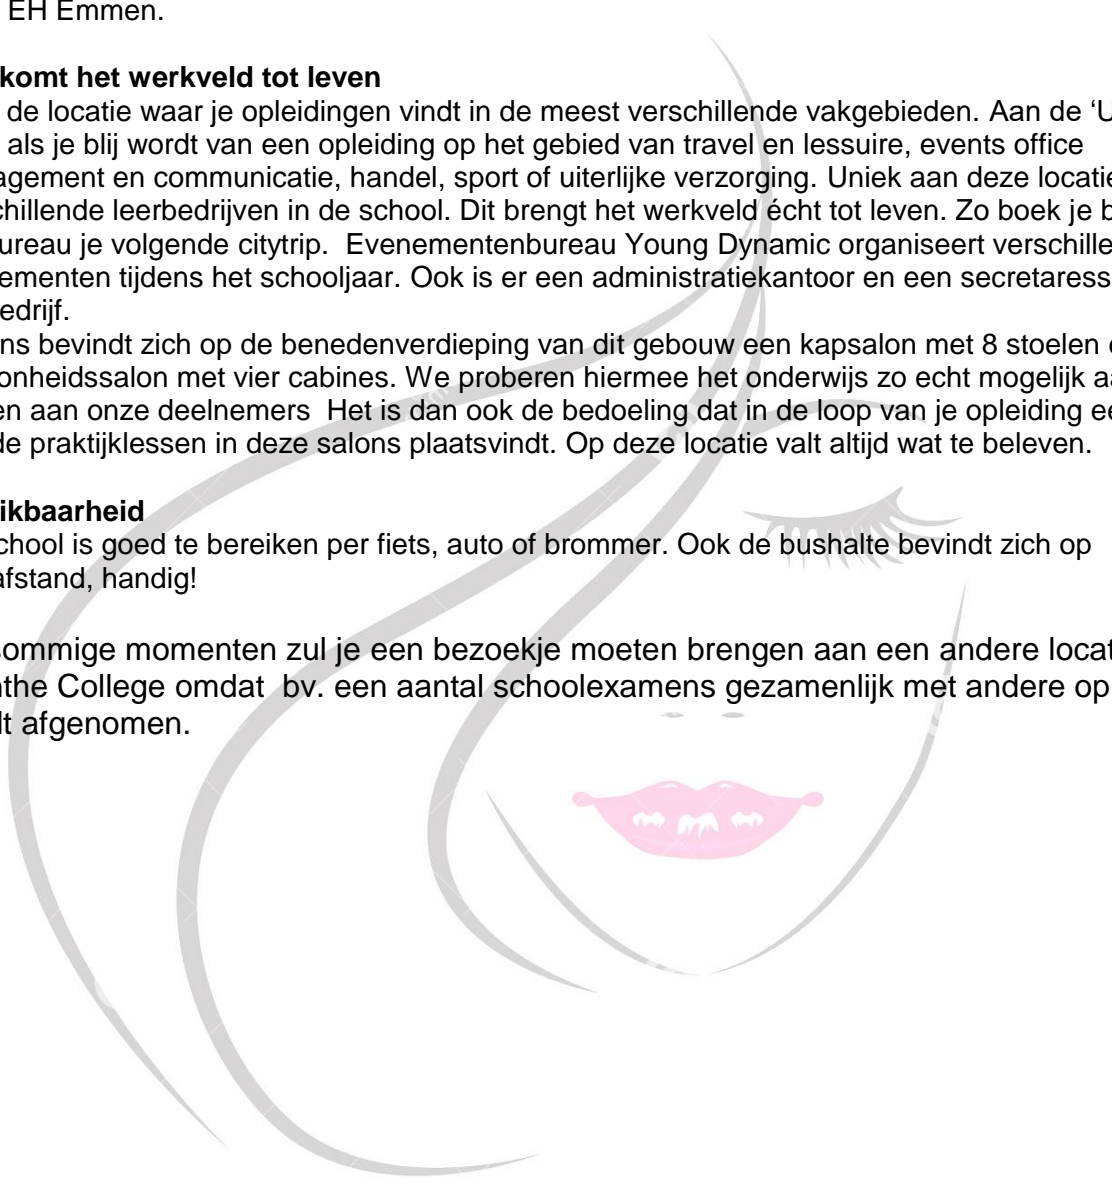 EH Emmen.
komt het werkveld tot leven
de locatie waar je opleidingen vindt in de meest verschillende vakgebieden. Aan de ‘U
als je blij wordt van een opleiding op het gebied van travel en lessuire, events office
agement en communicatie, handel, sport of uiterlijke verzorging. Uniek aan deze locatie
chillende leerbedrijven in de school. Dit brengt het werkveld écht tot leven. Zo boek je b
ureau je volgende citytrip.  Evenementenbureau Young Dynamic organiseert verschille
ementen tijdens het schooljaar. Ook is er een administratiekantoor en een secretaress
edrijf.
ns bevindt zich op de benedenverdieping van dit gebouw een kapsalon met 8 stoelen e
onheidssalon met vier cabines. We proberen hiermee het onderwijs zo echt mogelijk aa
en aan onze deelnemers  Het is dan ook de bedoeling dat in de loop van je opleiding ee
de praktijklessen in deze salons plaatsvindt. Op deze locatie valt altijd wat te beleven.
ikbaarheid
chool is goed te bereiken per fiets, auto of brommer. Ook de bushalte bevindt zich op
afstand, handig!
sommige momenten zul je een bezoekje moeten brengen aan een andere locat
nthe College omdat  bv. een aantal schoolexamens gezamenlijk met andere op
dt afgenomen.